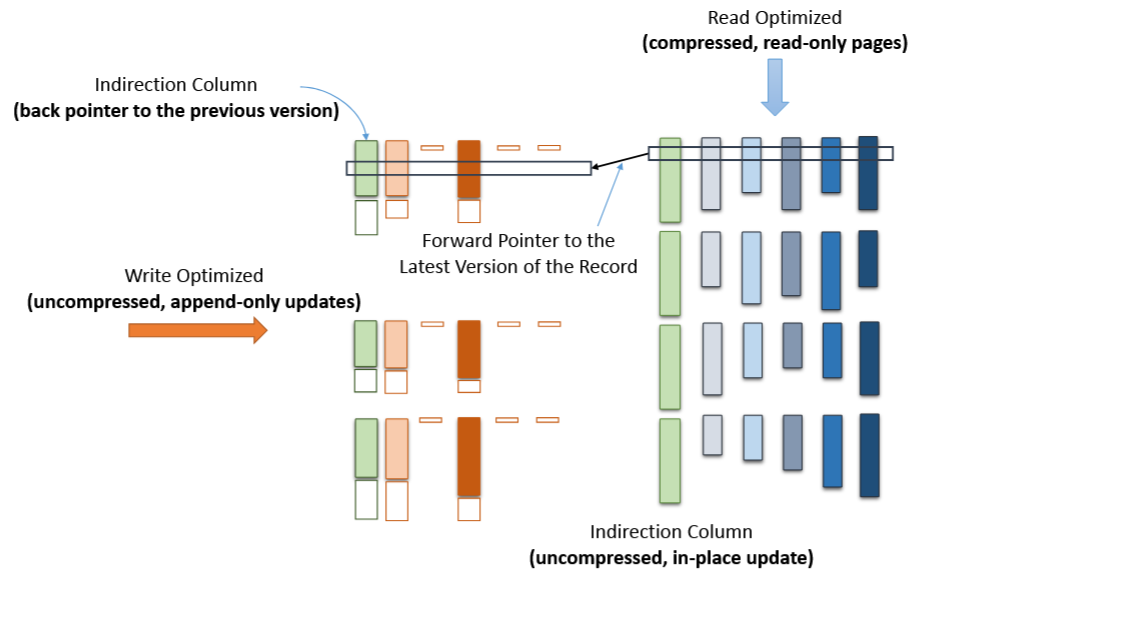 Read Optimized
(compressed, read-only pages)
Indirection Column
(back pointer to the previous version)
Forward Pointer to the
Latest Version of the Record
Write Optimized
(uncompressed, append-only updates)
Indirection Column
(uncompressed, in-place update)